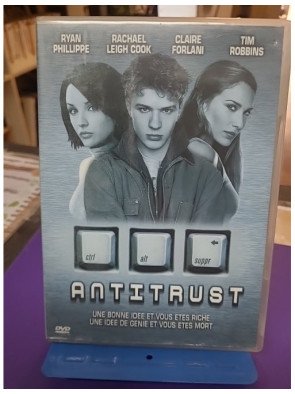 RYAN PHILLIPPE
RACHAEL LEIGH COOK
CLAIRE FORLANI
TIM ROBBINS
ctrl
alt
suppr
ANTITRUST
UNE BONNE IDEE ET VOUS ETES RICHE
UNE IDEE DE GENIE ET VOUS ETES MORT
DVD